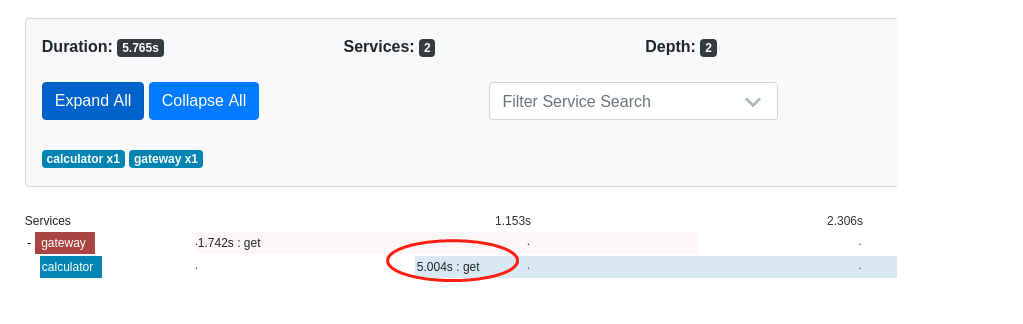 Duration: 5.765s Services: 2 Depth: 2
Expand All Collapse All Filter Service Search
calculator x1 gateway x1
Services 1.153s 2.306s
- gateway .1.742s : get . .
calculator . 5.004s : get . .